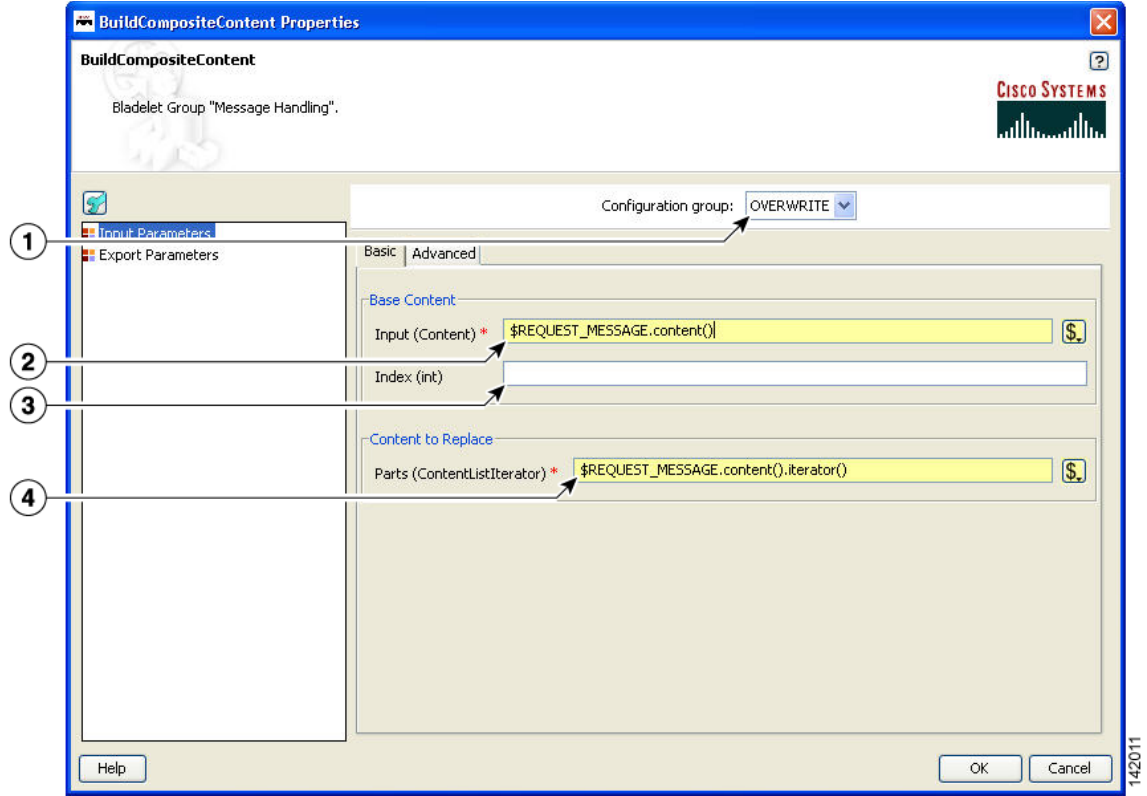 BuildCompositeContent Properties
BuildCompositeContent
?
Bladelet Group "Message Handling".
CISCO SYSTEMS
Configuration group: OVERWRITE
1
Input Parameters
Export Parameters
Basic Advanced
Base Content
Input (Content) * $REQUEST_MESSAGE.content() $
2
Index (int)
3
Content to Replace
Parts (ContentListIterator) * $REQUEST_MESSAGE.content().iterator() $
4
Help OK Cancel
142011